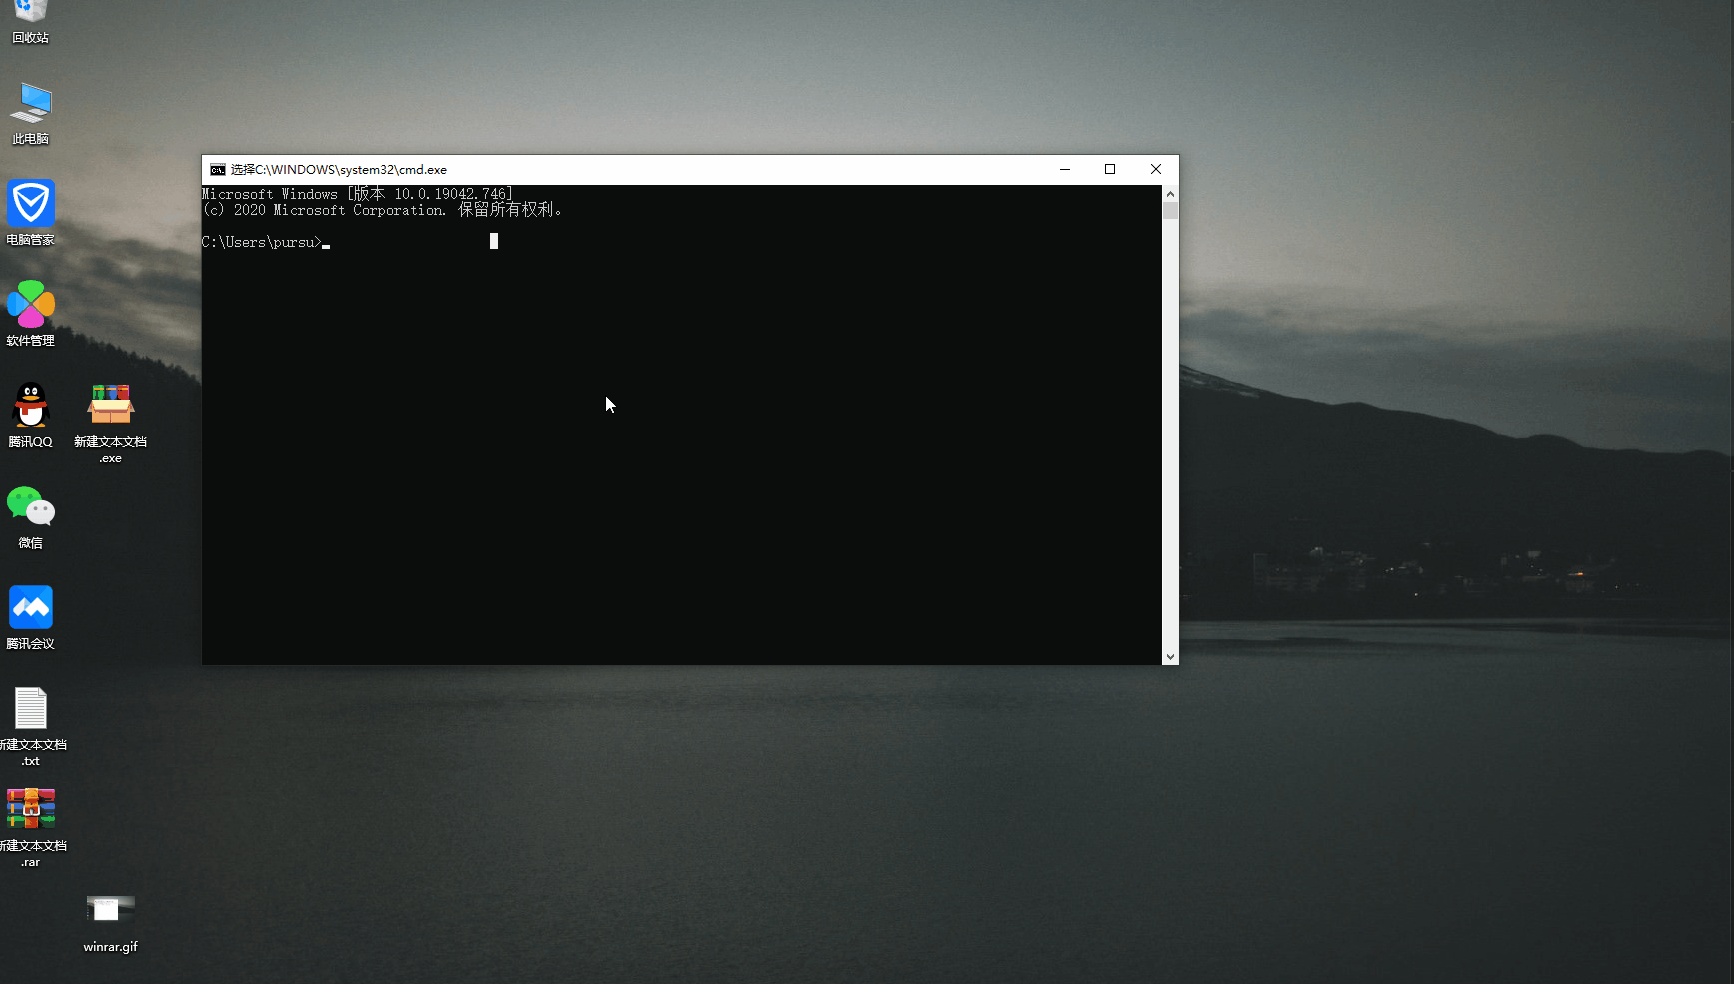 回收站
此电脑
电脑管家
软件管理
腾讯QQ
新建文本文档
.exe
微信
腾讯会议
新建文本文档
.txt
新建文本文档
.rar
winrar.gif
选择C:\WINDOWS\system32\cmd.exe
Microsoft Windows [版本 10.0.19042.746]
(c) 2020 Microsoft Corporation. 保留所有权利。
C:\Users\pursu>